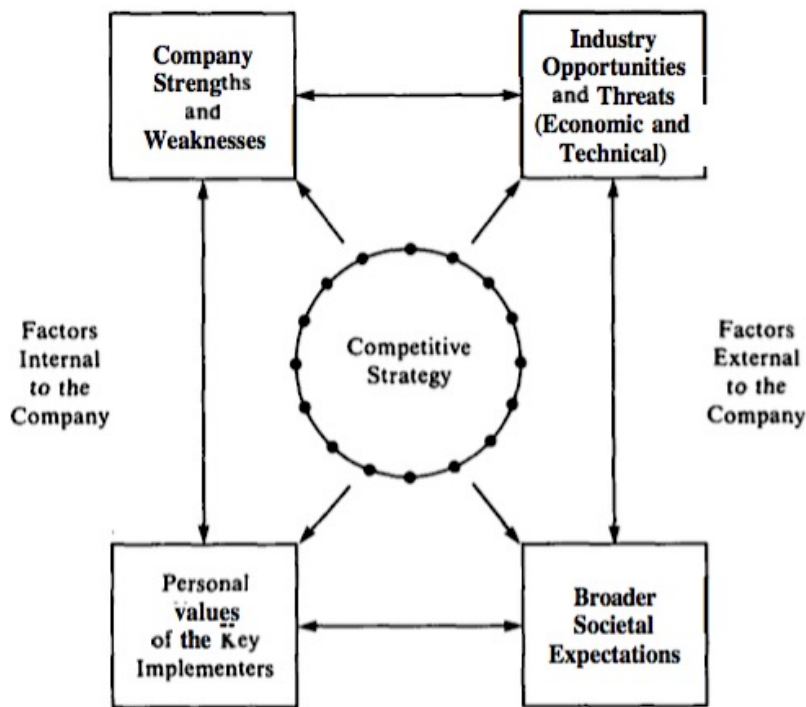 Company
Strengths
and
Weaknesses
Industry
Opportunities
and Threats
(Economic and
Technical)
Factors
Internal
to the
Company
Competitive
Strategy
Factors
External
to the
Company
Personal
values
of the Key
Implementers
Broader
Societal
Expectations